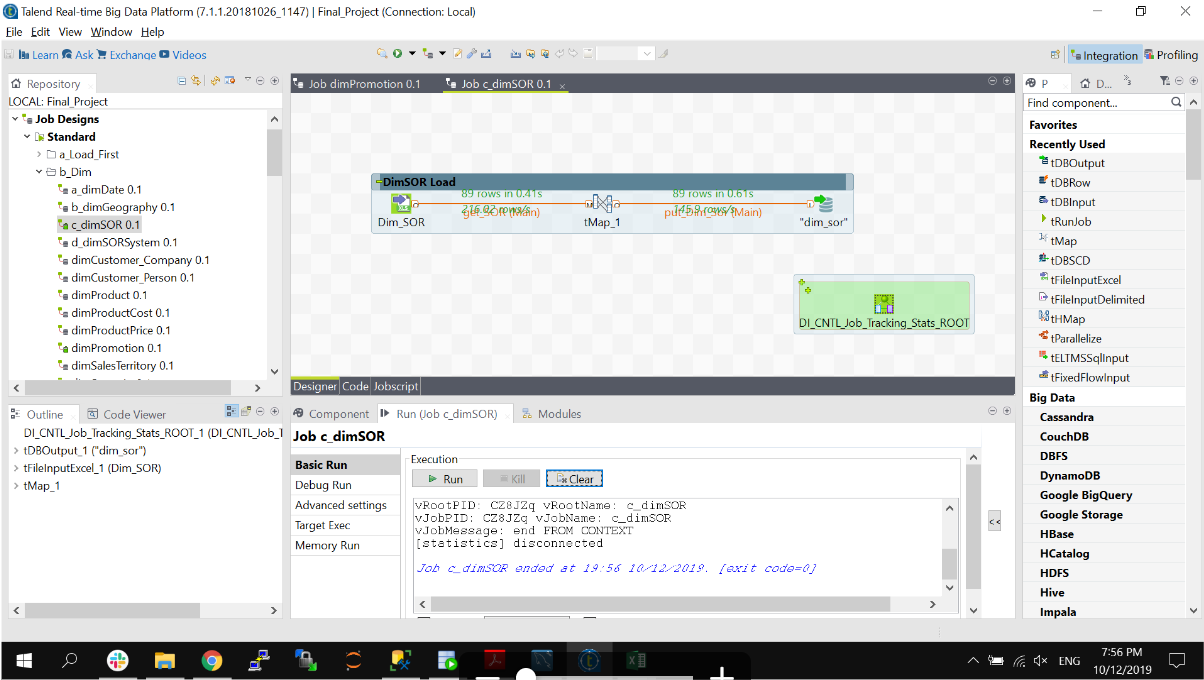 Talend Real-time Big Data Platform (7.1.1.20181026_1147) | Final_Project (Connection: Local)
File Edit View Window Help
Learn Ask Exchange Videos
Integration Profiling
Repository
LOCAL: Final_Project
Job Designs
Standard
a_Load_First
b_Dim
a_dimDate 0.1
b_dimGeography 0.1
c_dimSOR 0.1
d_dimSORSystem 0.1
dimCustomer_Company 0.1
dimCustomer_Person 0.1
dimProduct 0.1
dimProductCost 0.1
dimProductPrice 0.1
dimPromotion 0.1
dimSalesTerritory 0.1
Job dimPromotion 0.1 Job c_dimSOR 0.1
DimSOR Load
89 rows in 0.41s 89 rows in 0.61s
216.02 rows/s 145.9 rows/s
get_SOR (Main) put_Dim_Sor (Main)
Dim_SOR tMap_1 "dim_sor"
DI_CNTL_Job_Tracking_Stats_ROOT
Designer Code Jobscript
P D...
Find component...
Favorites
Recently Used
tDBOutput
tDBRow
tDBInput
tRunJob
tMap
tDBSCD
tFileInputExcel
tFileInputDelimited
tHMap
tParallelize
tELTMSSqlInput
tFixedFlowInput
Big Data
Cassandra
CouchDB
DBFS
DynamoDB
Google BigQuery
Google Storage
HBase
HCatalog
HDFS
Hive
Impala
Outline Code Viewer
DI_CNTL_Job_Tracking_Stats_ROOT_1 (DI_CNTL_Job_T
tDBOutput_1 ("dim_sor")
tFileInputExcel_1 (Dim_SOR)
tMap_1
Component Run (Job c_dimSOR) Modules
Job c_dimSOR
Basic Run
Debug Run
Advanced settings
Target Exec
Memory Run
Execution
Run Kill Clear
vRootPID: CZ8JZq vRootName: c_dimSOR
vJobPID: CZ8JZq vJobName: c_dimSOR
vJobMessage: end FROM CONTEXT
[statistics] disconnected
Job c_dimSOR ended at 19:56 10/12/2019. [exit code=0]
<<
ENG
7:56 PM
10/12/2019